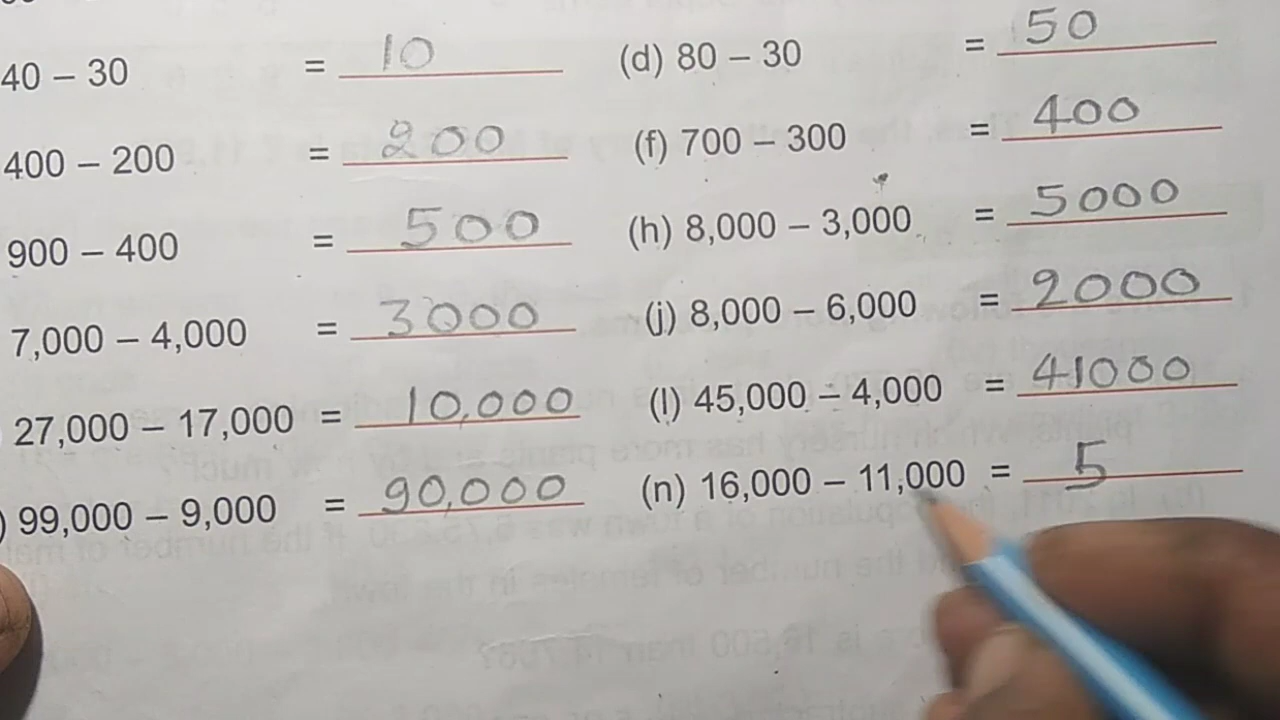 40 – 30 = 10 (d) 80 – 30 = 50
400 – 200 = 200 (f) 700 – 300 = 400
900 – 400 = 500 (h) 8,000 – 3,000 = 5000
7,000 – 4,000 = 3000 (j) 8,000 – 6,000 = 2000
27,000 – 17,000 = 10,000 (l) 45,000 – 4,000 = 41000
) 99,000 – 9,000 = 90,000 (n) 16,000 – 11,000 = 5